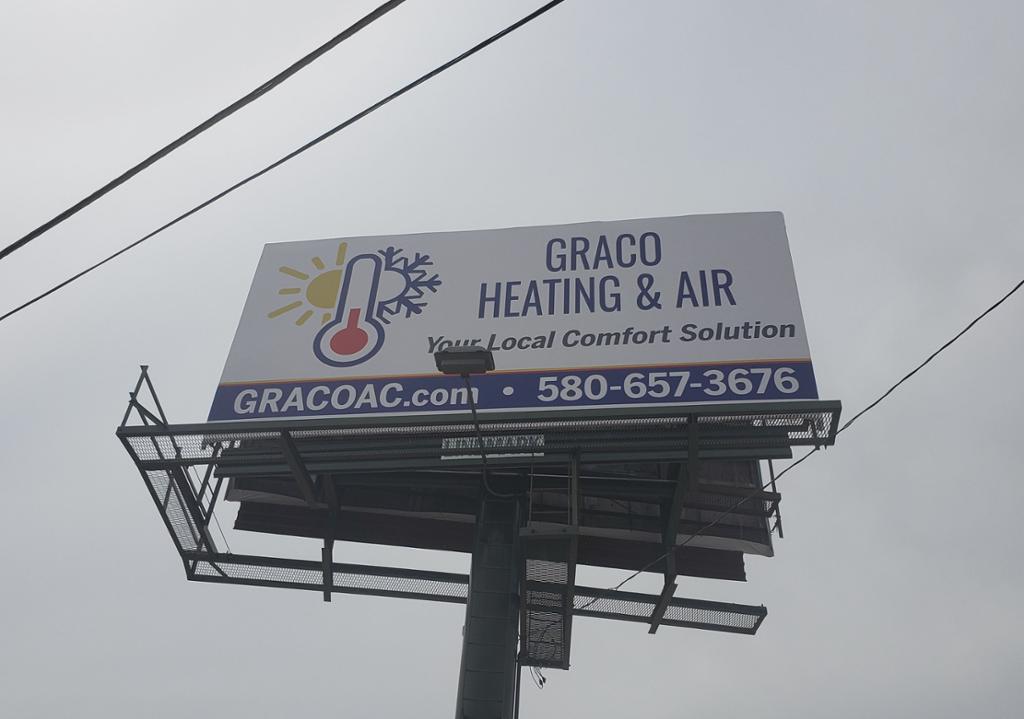 GRACO
HEATING & AIR
Your Local Comfort Solution
GRACOAC.com • 580-657-3676